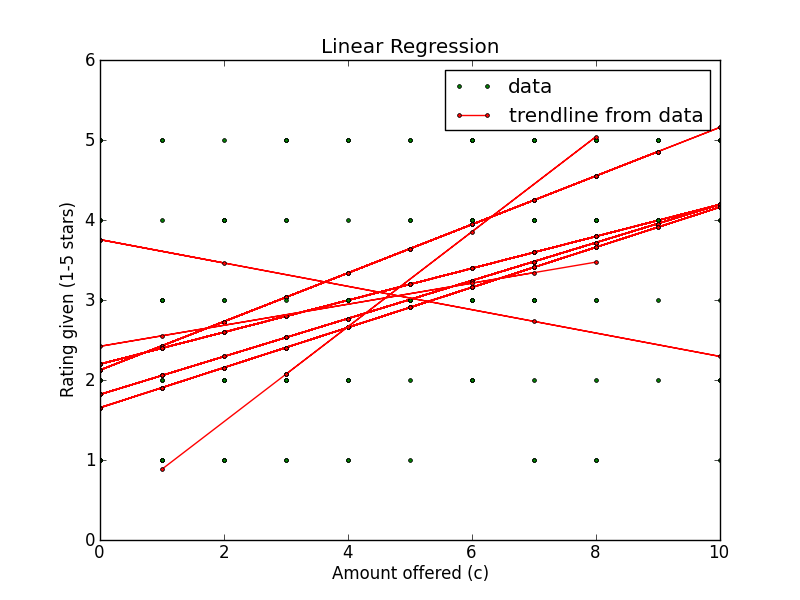 Linear Regression
data
trendline from data
6
5
4
3
2
1
0
Rating given (1-5 stars)
0 2 4 6 8 10
Amount offered (c)